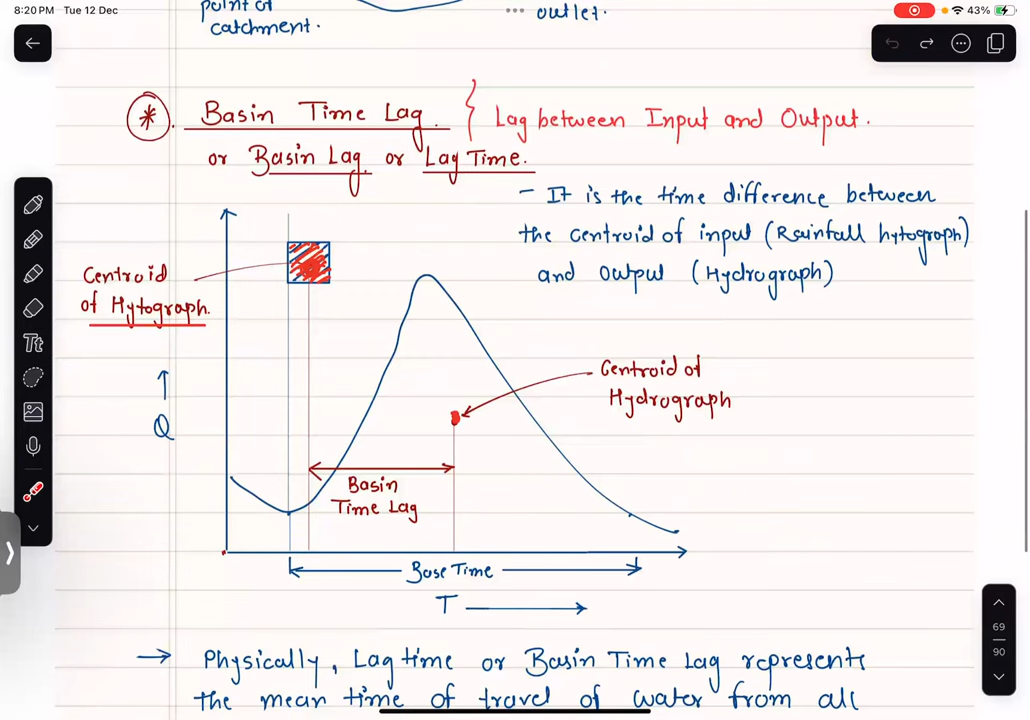 8:20 PM Tue 12 Dec
43%
point of
catchment.
outlet.
* Basin Time Lag. { Lag between Input and Output.
or Basin Lag or Lag Time.
- It is the time difference between
the centroid of input (Rainfall hytograph)
and output (Hydrograph)
Centroid
of Hytograph.
Centroid of
Hydrograph
↑
Q
Basin
Time Lag
Base Time
T →
Tt
69
90
→ Physically, Lag time or Basin Time Lag represents
the mean time of travel of water from all